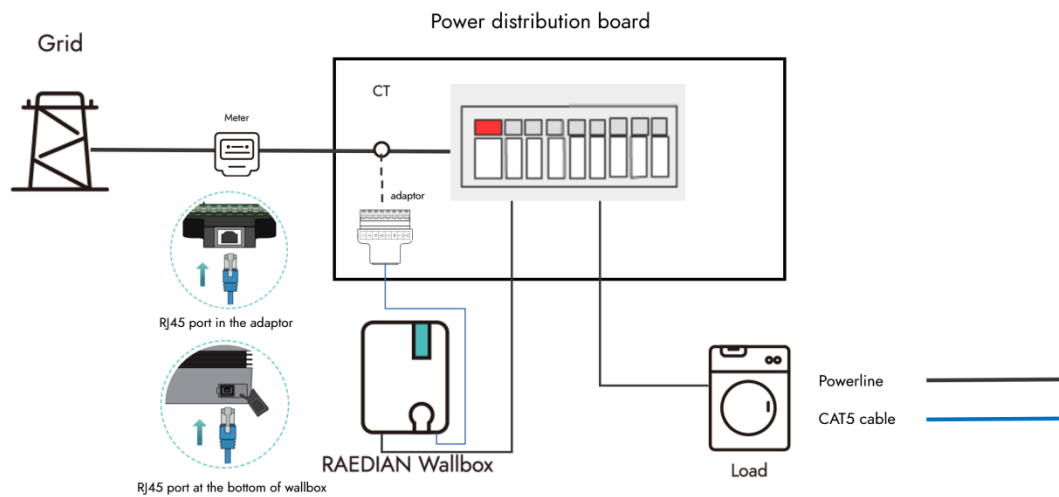 Power distribution board
Grid
CT
Meter
adaptor
RJ45 port in the adaptor
Powerline
CAT5 cable
RAEDIAN Wallbox
Load
RJ45 port at the bottom of wallbox